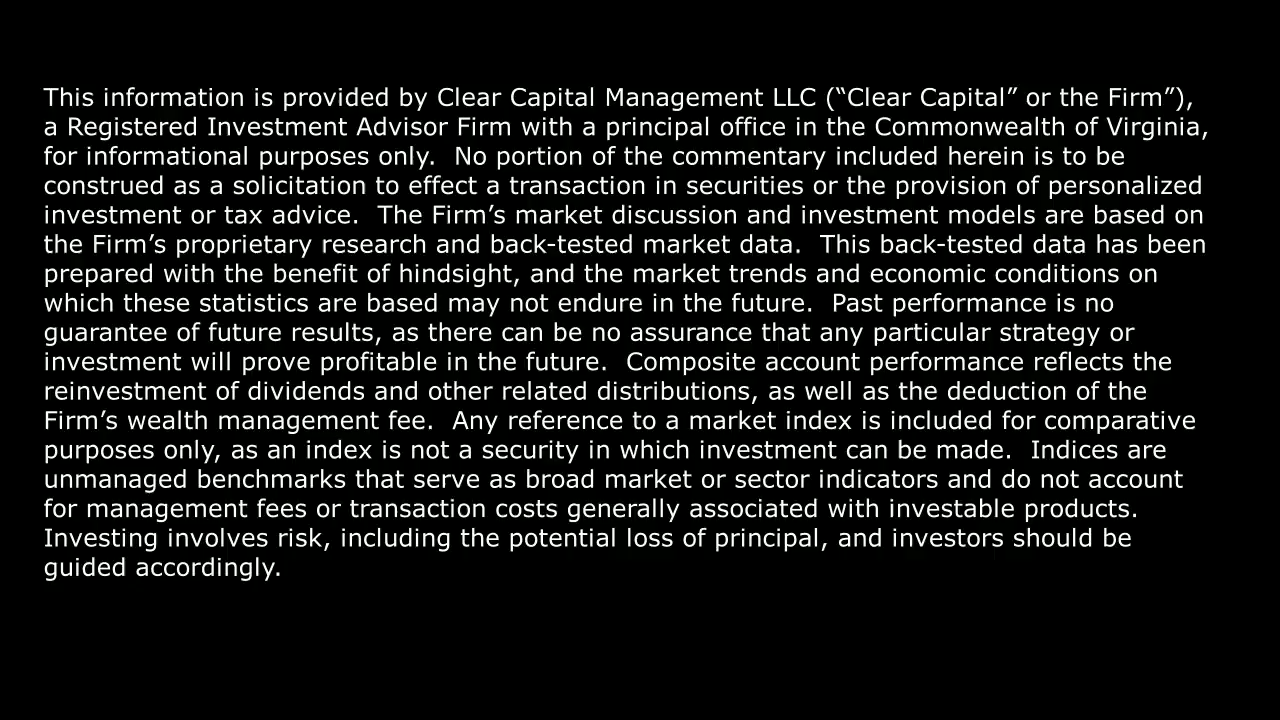 This information is provided by Clear Capital Management LLC (“Clear Capital” or the Firm”),
a Registered Investment Advisor Firm with a principal office in the Commonwealth of Virginia,
for informational purposes only.  No portion of the commentary included herein is to be
construed as a solicitation to effect a transaction in securities or the provision of personalized
investment or tax advice.  The Firm’s market discussion and investment models are based on
the Firm’s proprietary research and back-tested market data.  This back-tested data has been
prepared with the benefit of hindsight, and the market trends and economic conditions on
which these statistics are based may not endure in the future.  Past performance is no
guarantee of future results, as there can be no assurance that any particular strategy or
investment will prove profitable in the future.  Composite account performance reflects the
reinvestment of dividends and other related distributions, as well as the deduction of the
Firm’s wealth management fee.  Any reference to a market index is included for comparative
purposes only, as an index is not a security in which investment can be made.  Indices are
unmanaged benchmarks that serve as broad market or sector indicators and do not account
for management fees or transaction costs generally associated with investable products.
Investing involves risk, including the potential loss of principal, and investors should be
guided accordingly.